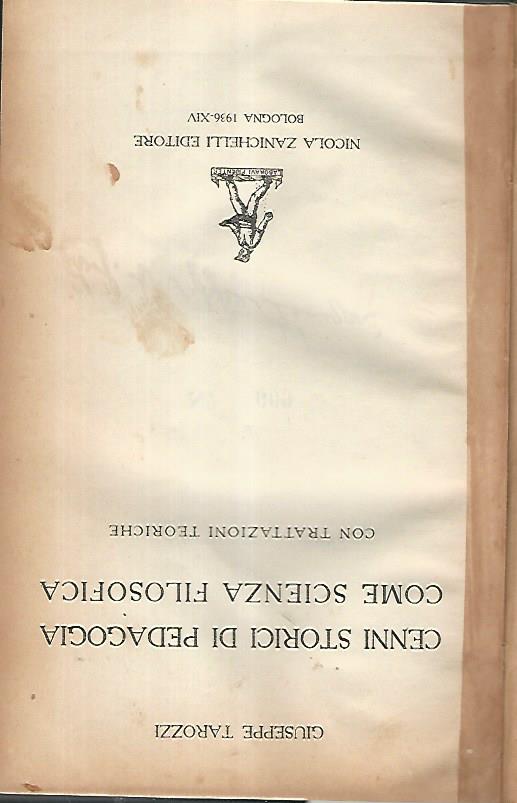 GIUSEPPE TAROZZI
CENNI STORICI DI PEDAGOGIA
COME SCIENZA FILOSOFICA
CON TRATTAZIONI TEORICHE
NICOLA ZANICHELLI EDITORE
BOLOGNA 1936-XIV